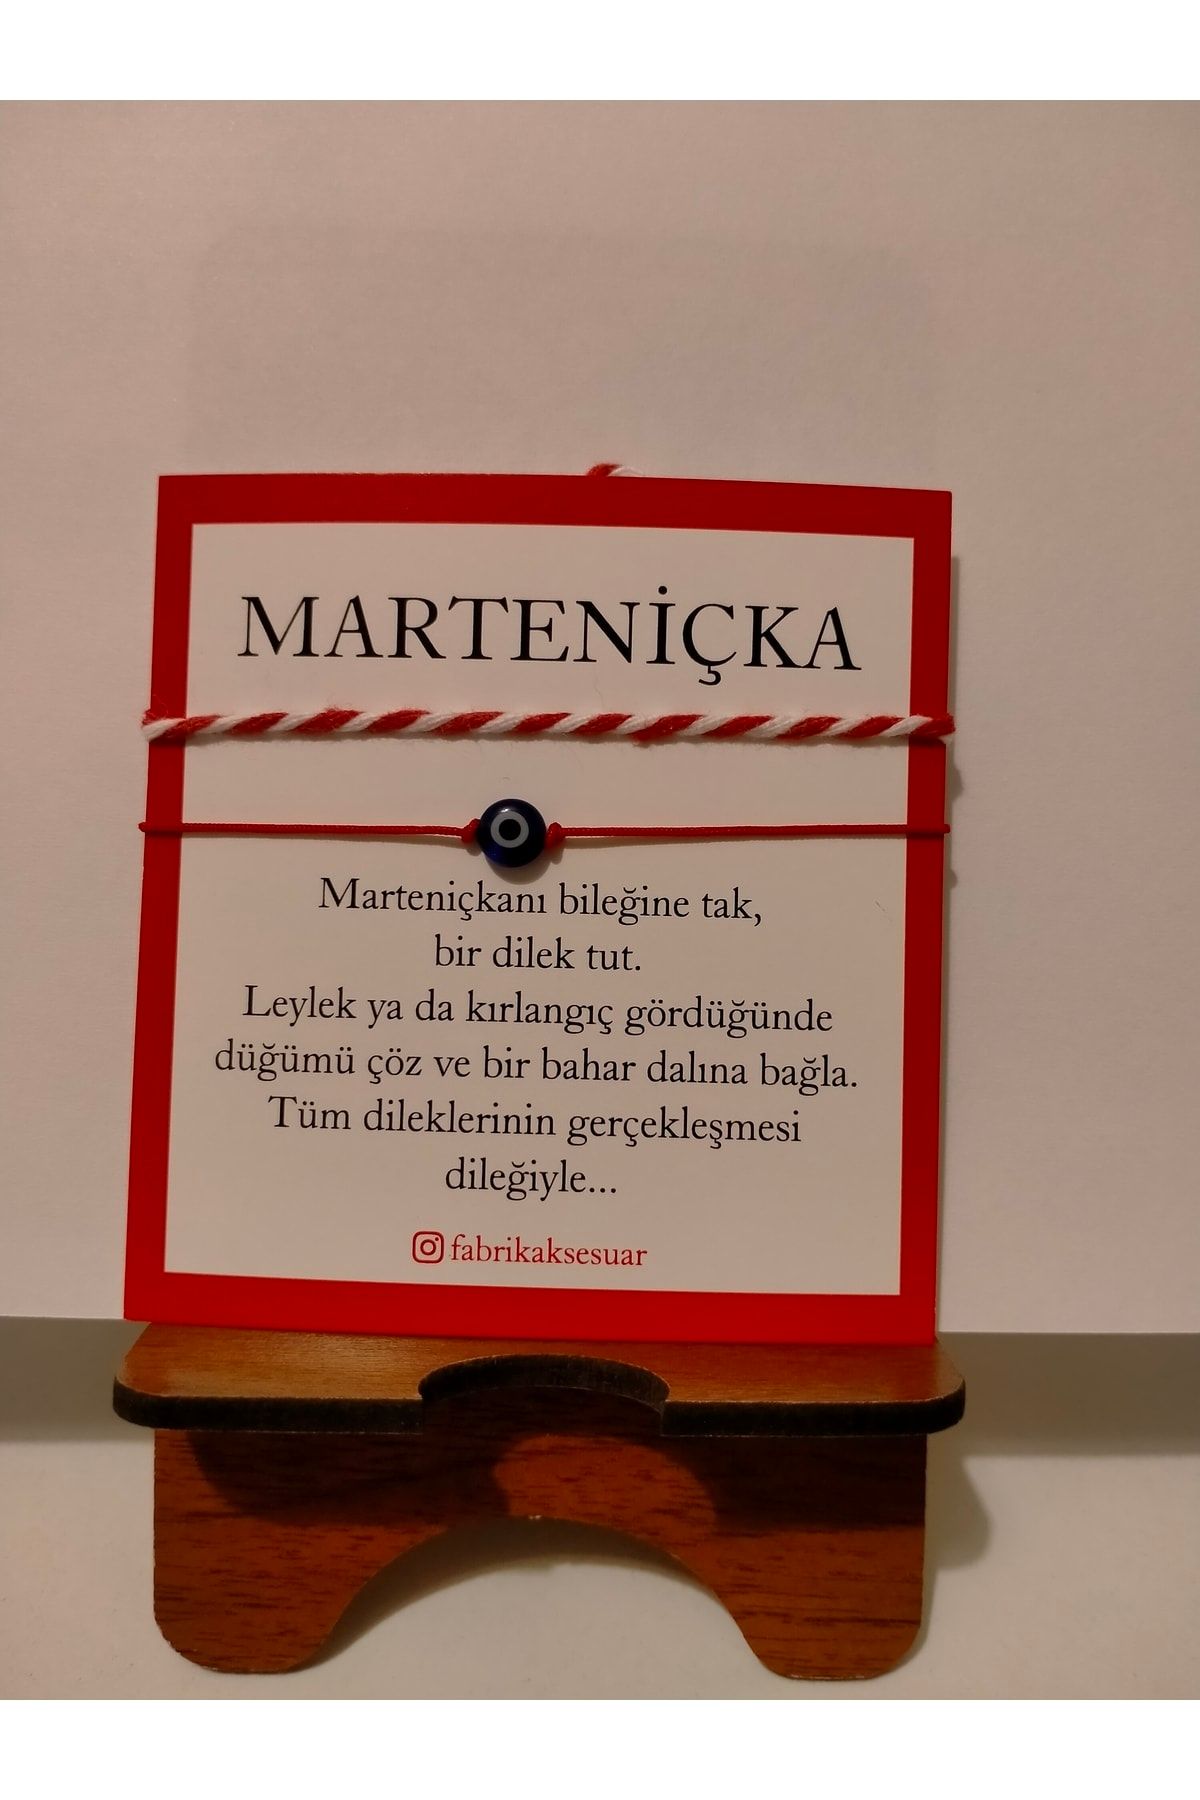 MARTENİÇKA
Marteniçkanı bileğine tak,
bir dilek tut.
Leylek ya da kırlangıç gördüğünde
düğümü çöz ve bir bahar dalına bağla.
Tüm dileklerinin gerçekleşmesi
dileğiyle...
fabrikaksesuar